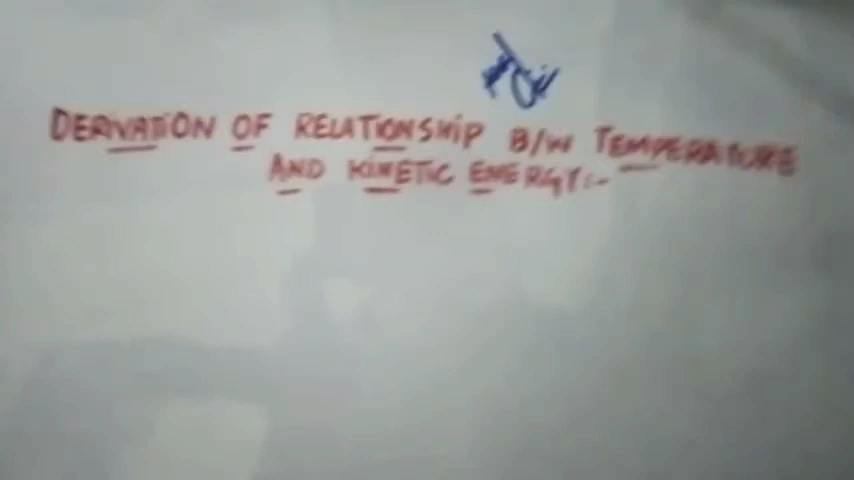 DERIVATION OF RELATIONSHIP B/W TEMPERATURE
AND KINETIC ENERGY:-